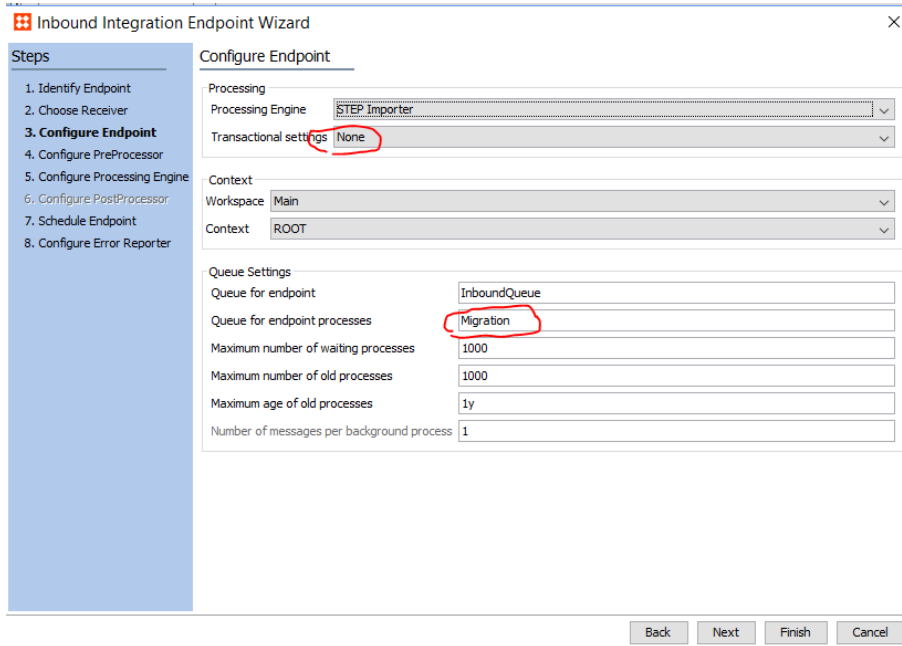 Inbound Integration Endpoint Wizard
Steps
1. Identify Endpoint
2. Choose Receiver
3. Configure Endpoint
4. Configure PreProcessor
5. Configure Processing Engine
6. Configure PostProcessor
7. Schedule Endpoint
8. Configure Error Reporter
Configure Endpoint
Processing
Processing Engine STEP Importer
Transactional settings None
Context
Workspace Main
Context ROOT
Queue Settings
Queue for endpoint InboundQueue
Queue for endpoint processes Migration
Maximum number of waiting processes 1000
Maximum number of old processes 1000
Maximum age of old processes 1y
Number of messages per background process 1
Back Next Finish Cancel